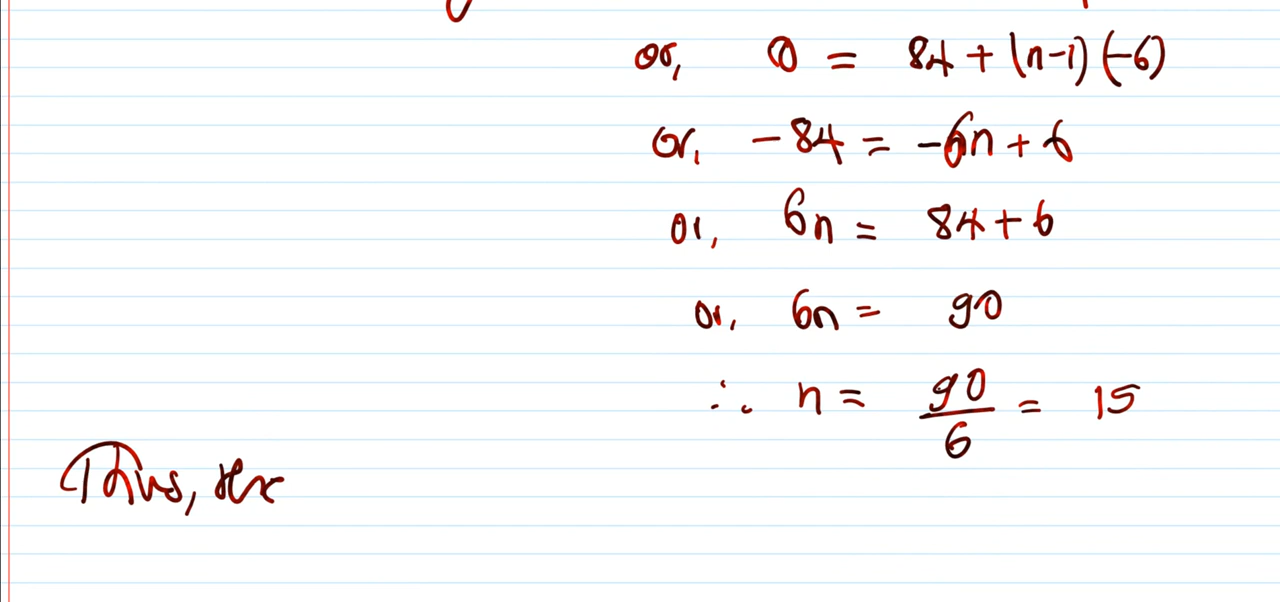 or, 0 = 84 + (n-1) (-6)
or, -84 = -6n + 6
or, 6n = 84 + 6
or, 6n = 90
∴ n = 90/6 = 15
Thus, the